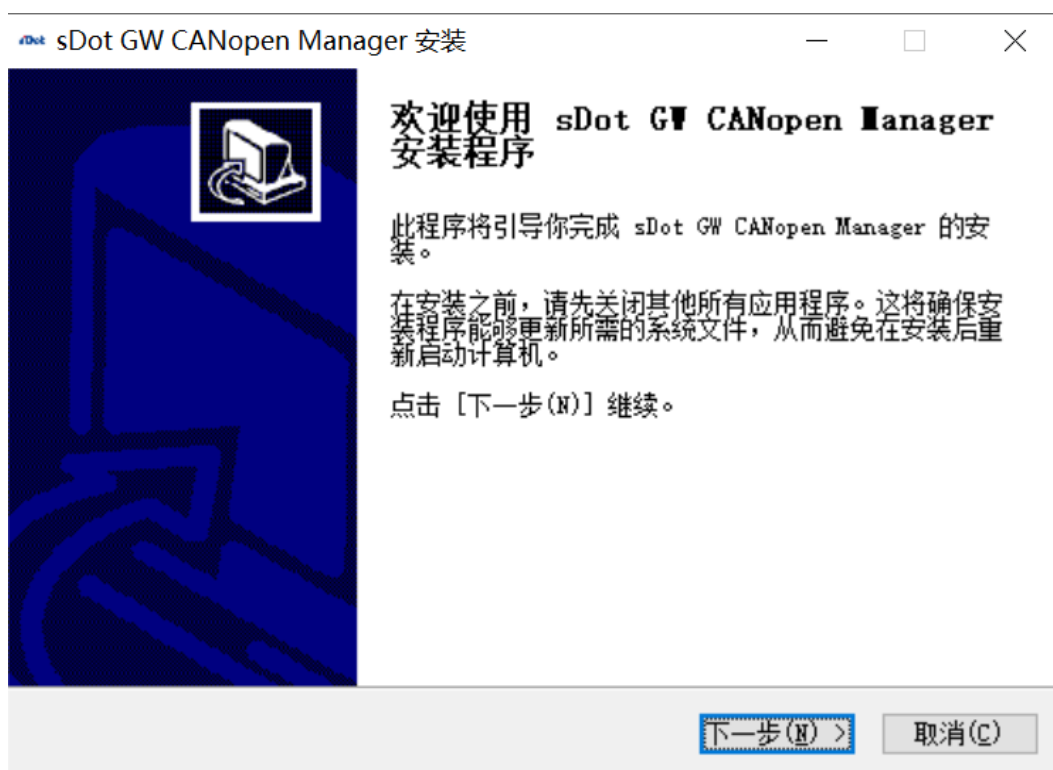 sDot sDot GW CANopen Manager 安装
欢迎使用 sDot GW CANopen Manager
安装程序
此程序将引导你完成 sDot GW CANopen Manager 的安
装。
在安装之前，请先关闭其他所有应用程序。这将确保安
装程序能够更新所需的系统文件，从而避免在安装后重
新启动计算机。
点击 [下一步(N)] 继续。
下一步(N) >
取消(C)